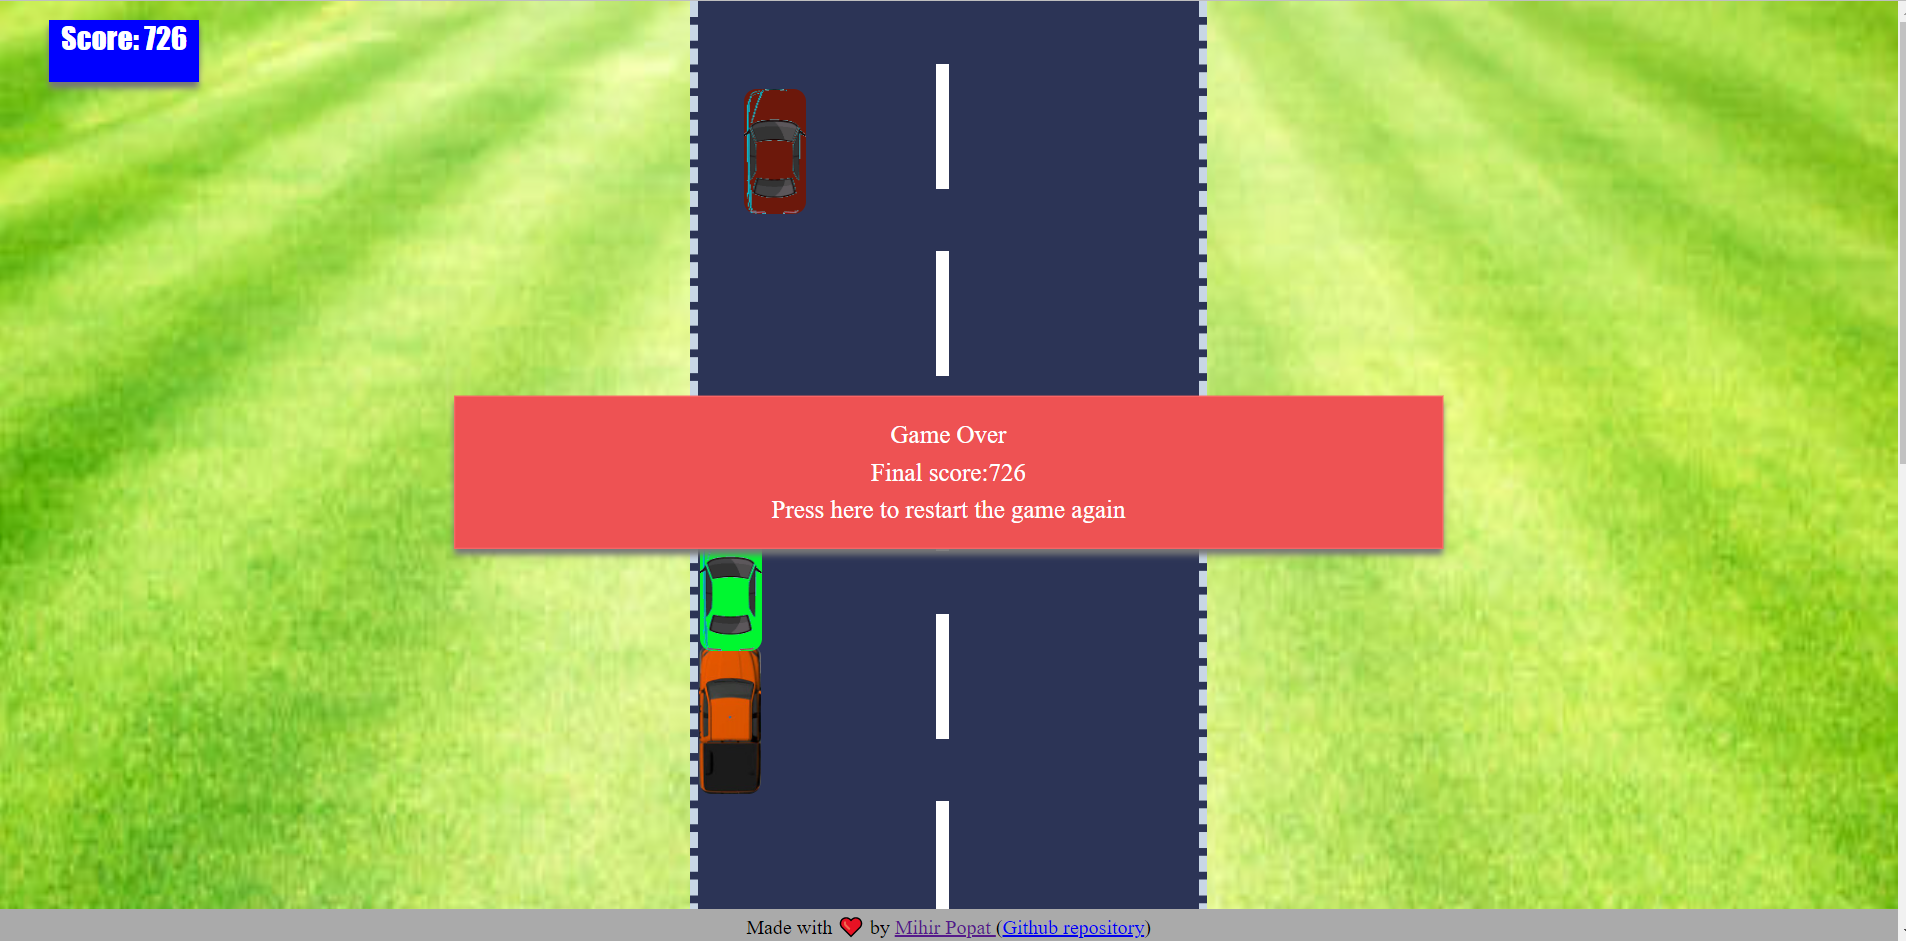 Score: 726
Game Over
Final score:726
Press here to restart the game again
Made with ❤️ by Mihir Popat (Github repository)